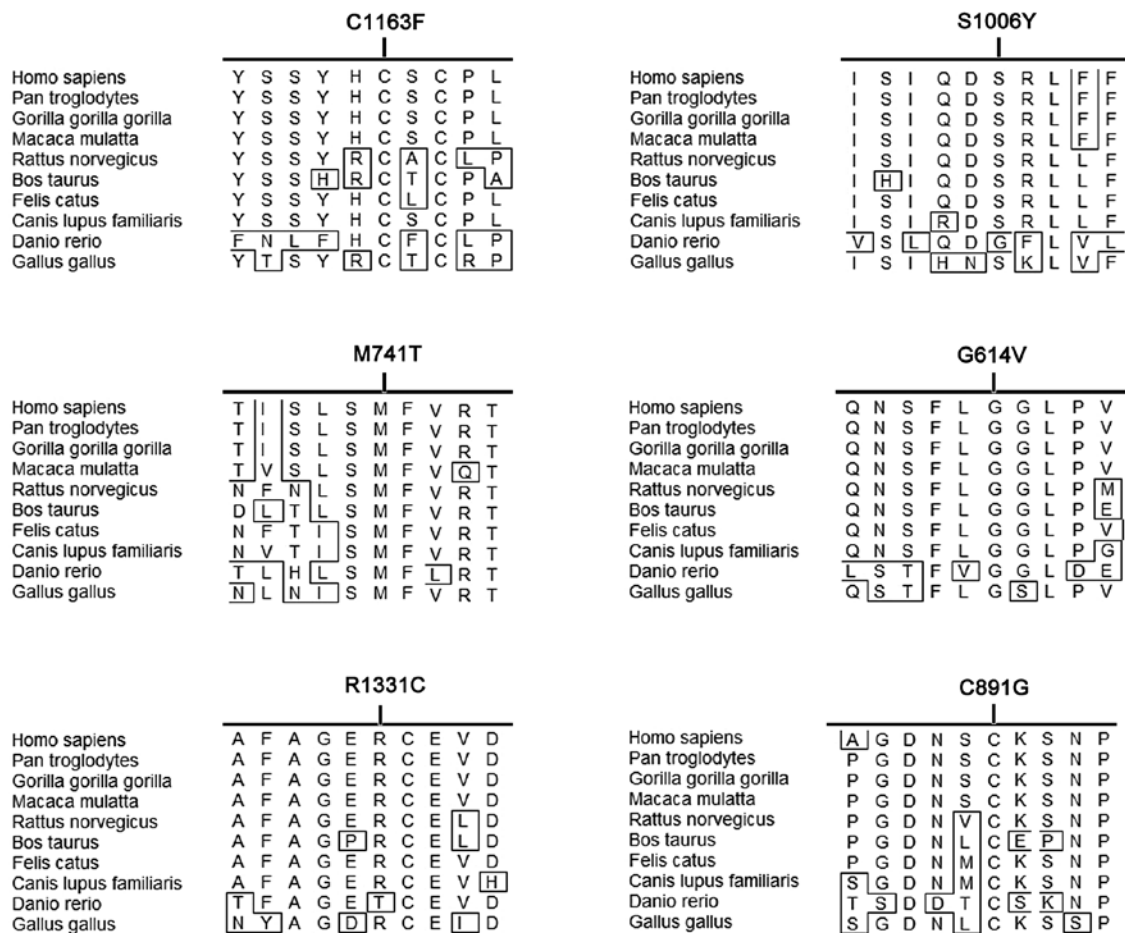 C1163F
Homo sapiens Y S S Y H C S C P L
Pan troglodytes Y S S Y H C S C P L
Gorilla gorilla gorilla Y S S Y H C S C P L
Macaca mulatta Y S S Y H C S C P L
Rattus norvegicus Y S S Y R C A C L P
Bos taurus Y S S H R C T C P A
Felis catus Y S S Y H C L C P L
Canis lupus familiaris Y S S Y H C S C P L
Danio rerio F N L F H C F C L P
Gallus gallus Y T S Y R C T C R P
S1006Y
Homo sapiens I S I Q D S R L F F
Pan troglodytes I S I Q D S R L F F
Gorilla gorilla gorilla I S I Q D S R L F F
Macaca mulatta I S I Q D S R L F F
Rattus norvegicus I S I Q D S R L L F
Bos taurus I H I Q D S R L L F
Felis catus I S I Q D S R L L F
Canis lupus familiaris I S I R D S R L L F
Danio rerio V S L Q D G F L V L
Gallus gallus I S I H N S K L V F
M741T
Homo sapiens T I S L S M F V R T
Pan troglodytes T I S L S M F V R T
Gorilla gorilla gorilla T I S L S M F V R T
Macaca mulatta T V S L S M F V Q T
Rattus norvegicus N F N L S M F V R T
Bos taurus D L T L S M F V R T
Felis catus N F T I S M F V R T
Canis lupus familiaris N V T I S M F V R T
Danio rerio T L H L S M F L R T
Gallus gallus N L N I S M F V R T
G614V
Homo sapiens Q N S F L G G L P V
Pan troglodytes Q N S F L G G L P V
Gorilla gorilla gorilla Q N S F L G G L P V
Macaca mulatta Q N S F L G G L P V
Rattus norvegicus Q N S F L G G L P M
Bos taurus Q N S F L G G L P E
Felis catus Q N S F L G G L P V
Canis lupus familiaris Q N S F L G G L P G
Danio rerio L S T F V G G L D E
Gallus gallus Q S T F L G S L P V
R1331C
Homo sapiens A F A G E R C E V D
Pan troglodytes A F A G E R C E V D
Gorilla gorilla gorilla A F A G E R C E V D
Macaca mulatta A F A G E R C E V D
Rattus norvegicus A F A G E R C E L D
Bos taurus A F A G P R C E L D
Felis catus A F A G E R C E V D
Canis lupus familiaris A F A G E R C E V H
Danio rerio T F A G E T C E V D
Gallus gallus N Y A G D R C E I D
C891G
Homo sapiens A G D N S C K S N P
Pan troglodytes P G D N S C K S N P
Gorilla gorilla gorilla P G D N S C K S N P
Macaca mulatta P G D N S C K S N P
Rattus norvegicus P G D N V C K S N P
Bos taurus P G D N L C E P N P
Felis catus P G D N M C K S N P
Canis lupus familiaris S G D N M C K S N P
Danio rerio T S D D T C S K N P
Gallus gallus S G D N L C K S S P